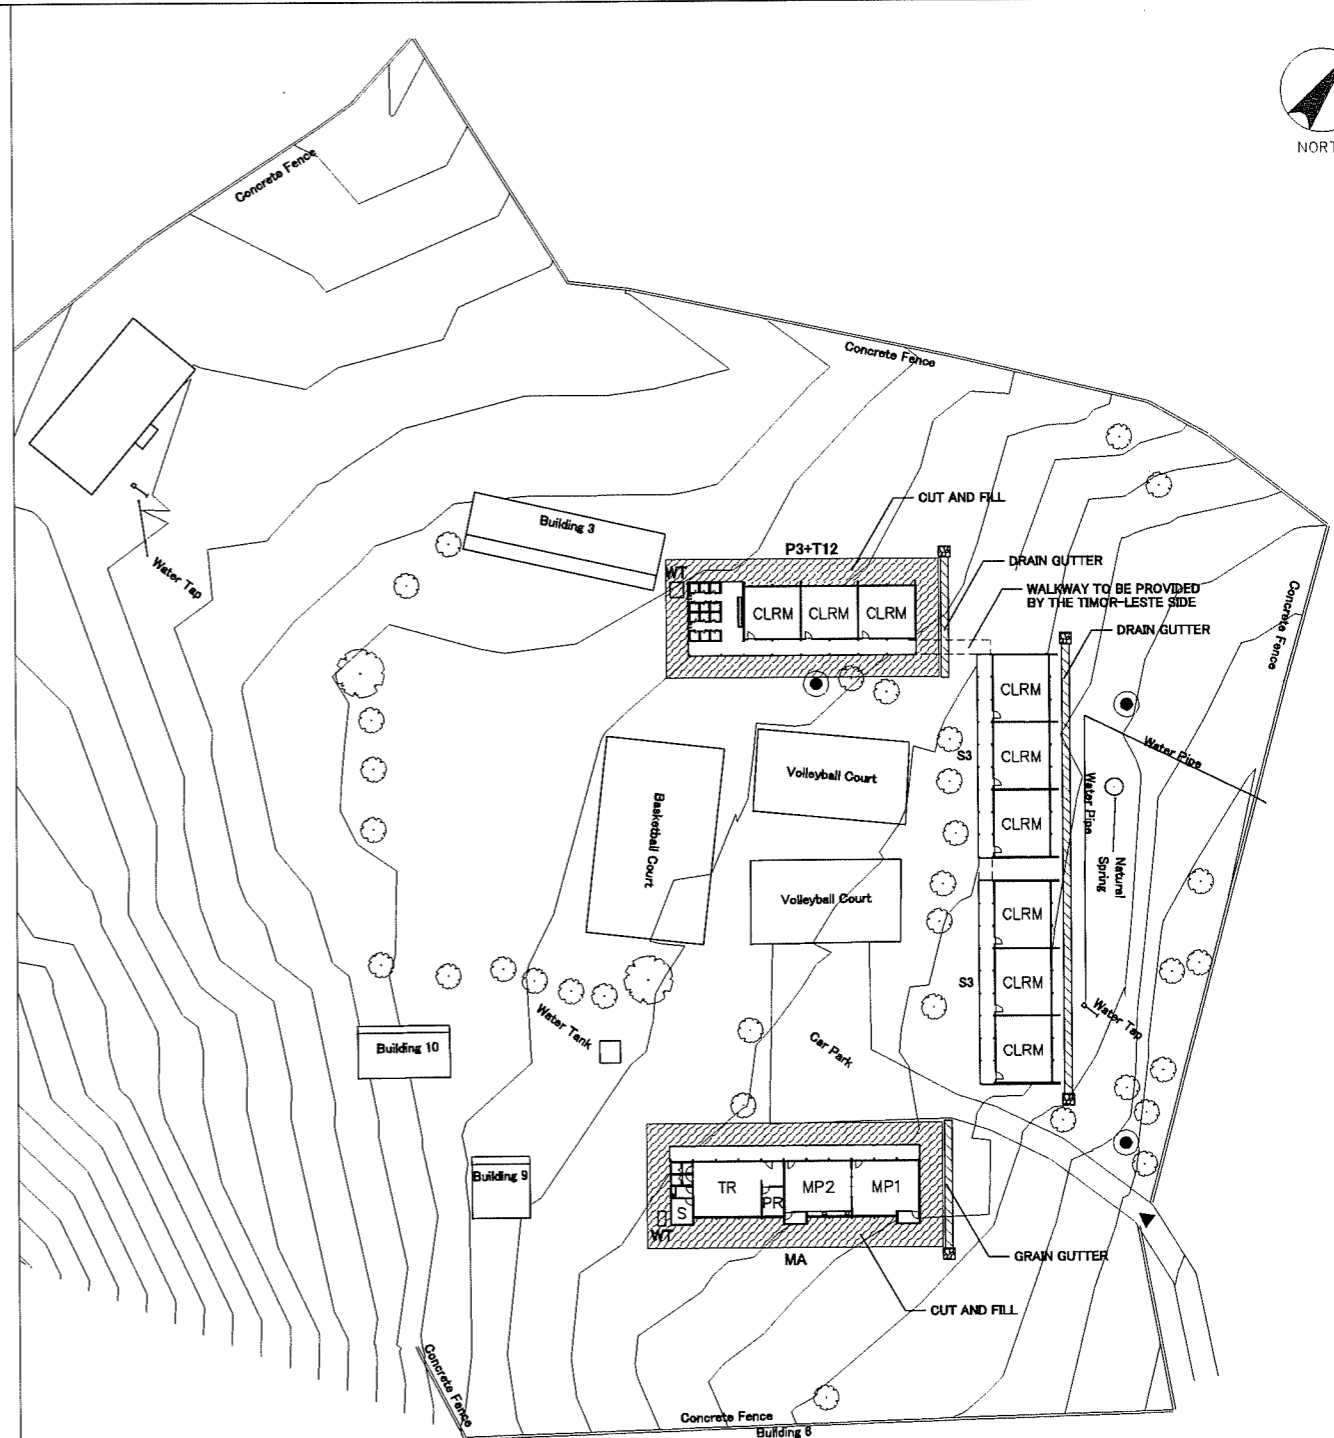 NORT
Concrete Fence
Concrete Fence
CUT AND FILL
Building 3
P3+T12
DRAIN GUTTER
WT
WALKWAY TO BE PROVIDED
BY THE TIMOR-LESTE SIDE
Water Tap
CLRM
CLRM
CLRM
DRAIN GUTTER
Concrete Fence
CLRM
Water Pipe
Volleyball Court
S3
CLRM
Water Pipe
Basketball Court
CLRM
Natural
Spring
Volleyball Court
CLRM
S3
CLRM
Water Tank
Water Tap
Building 10
Car Park
CLRM
Building 9
TR
MP2
MP1
PR
S
WT
MA
GRAIN GUTTER
CUT AND FILL
Concrete Fence
Concrete Fence
Building 6